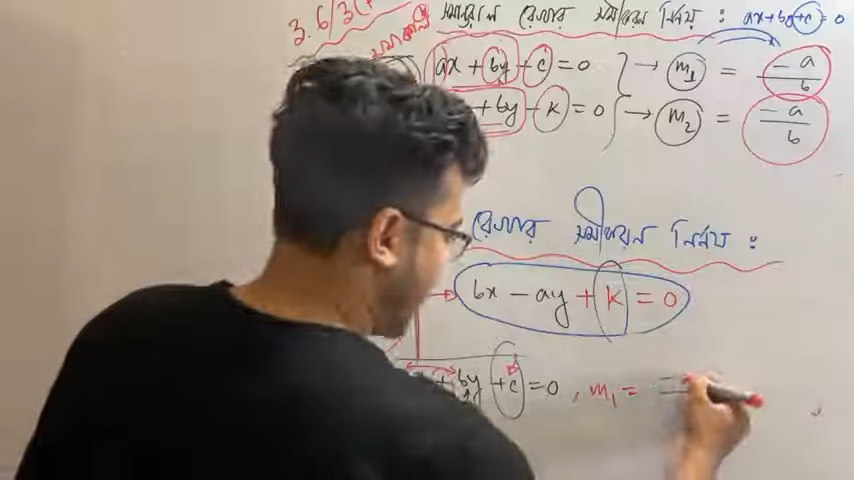 3.6/3(
সমান্তরাল রেখার সমীকরণ নির্ণয় : ax+by+c=0
ax + by + c = 0 → m₁ = -a/b
+ by - k = 0 → m₂ = -a/b
রেখার সমীকরণ নির্ণয় :
bx - ay + k = 0
+ by + c = 0 , m₁ =